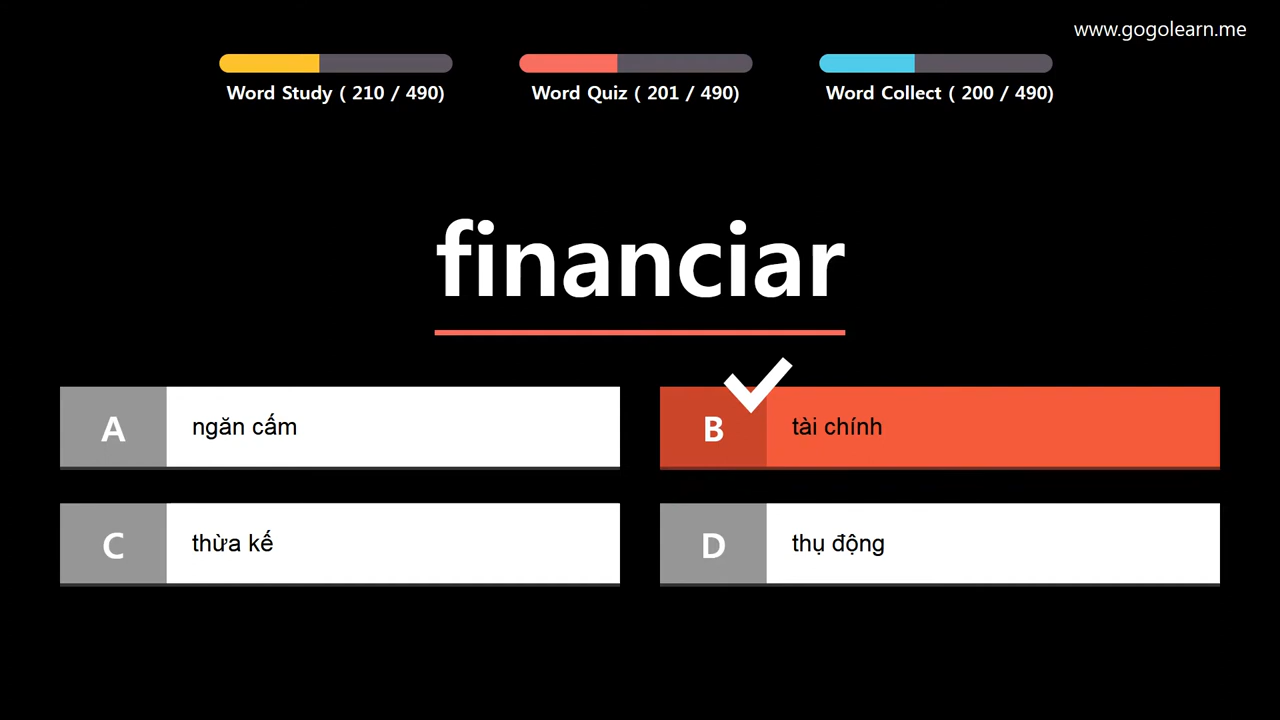 www.gogolearn.me
Word Study ( 210 / 490)
Word Quiz ( 201 / 490)
Word Collect ( 200 / 490)
financiar
A ngăn cấm
B tài chính
C thừa kế
D thụ động